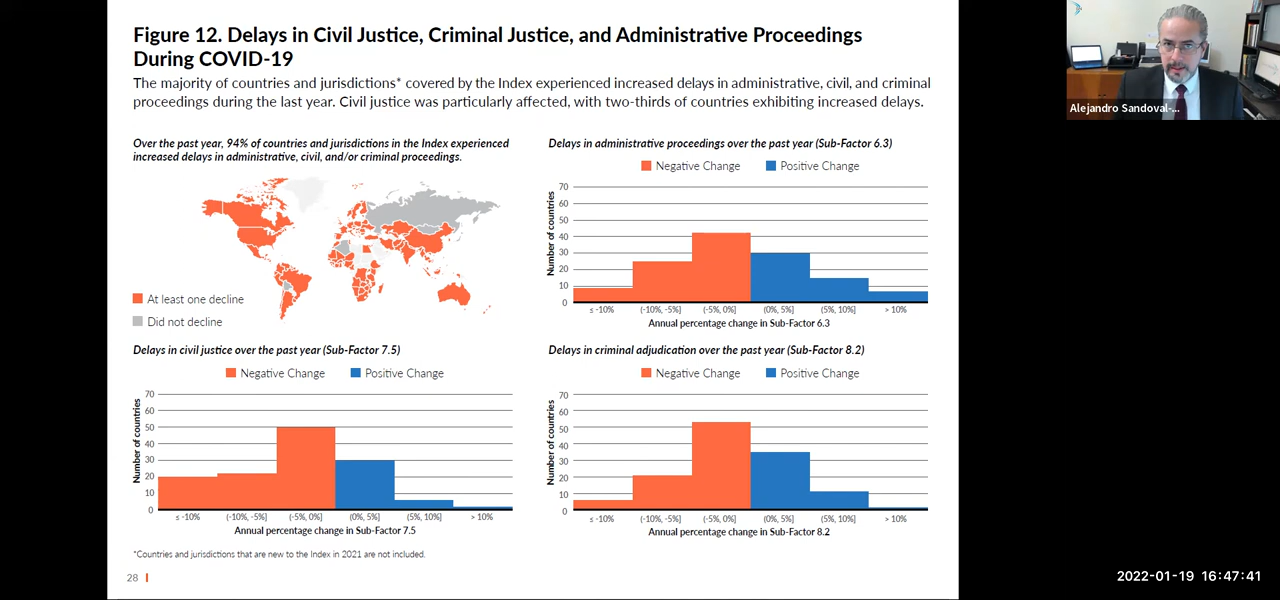 Figure 12. Delays in Civil Justice, Criminal Justice, and Administrative Proceedings
During COVID-19
The majority of countries and jurisdictions* covered by the Index experienced increased delays in administrative, civil, and criminal
proceedings during the last year. Civil justice was particularly affected, with two-thirds of countries exhibiting increased delays.
Over the past year, 94% of countries and jurisdictions in the Index experienced
increased delays in administrative, civil, and/or criminal proceedings.
At least one decline
Did not decline
Delays in administrative proceedings over the past year (Sub-Factor 6.3)
Negative Change
Positive Change
Number of countries
70
60
50
40
30
20
10
0
≤ -10%
(-10%, -5%]
(-5%, 0%]
(0%, 5%]
(5%, 10%]
> 10%
Annual percentage change in Sub-Factor 6.3
Delays in civil justice over the past year (Sub-Factor 7.5)
Negative Change
Positive Change
Number of countries
70
60
50
40
30
20
10
0
≤ -10%
(-10%, -5%]
(-5%, 0%]
(0%, 5%]
(5%, 10%]
> 10%
Annual percentage change in Sub-Factor 7.5
Delays in criminal adjudication over the past year (Sub-Factor 8.2)
Negative Change
Positive Change
Number of countries
70
60
50
40
30
20
10
0
≤ -10%
(-10%, -5%]
(-5%, 0%]
(0%, 5%]
(5%, 10%]
> 10%
Annual percentage change in Sub-Factor 8.2
*Countries and jurisdictions that are new to the Index in 2021 are not included.
28
Alejandro Sandoval-...
2022-01-19 16:47:41